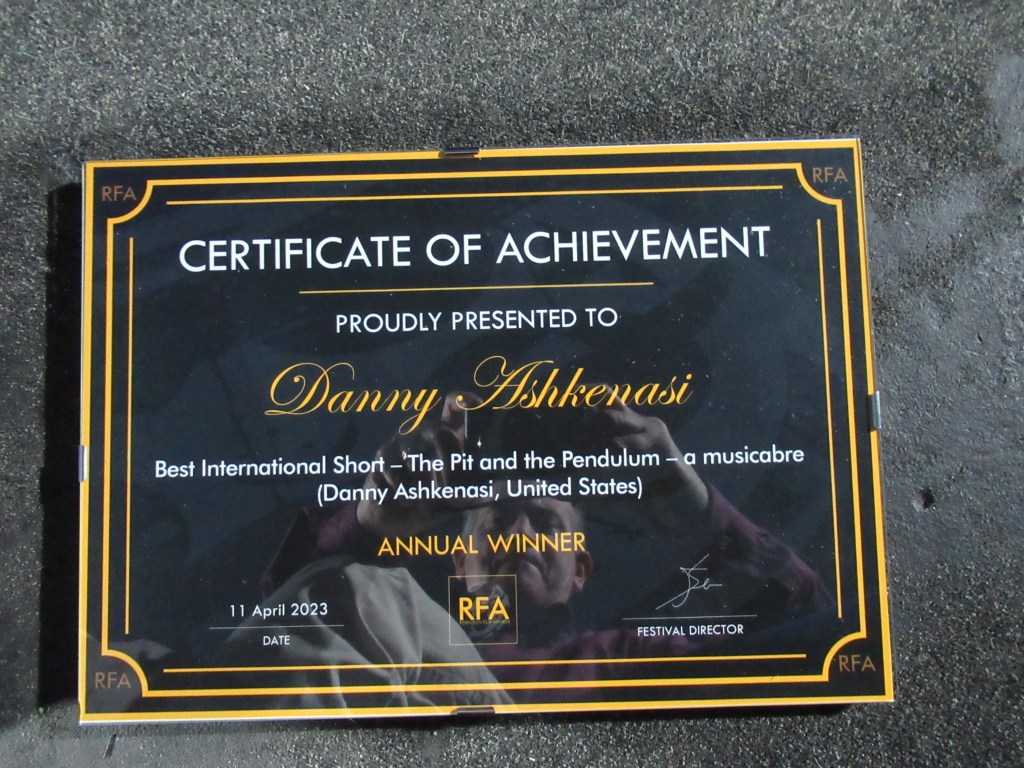 RFA RFA
CERTIFICATE OF ACHIEVEMENT
PROUDLY PRESENTED TO
Danny Ashkenasi
Best International Short – The Pit and the Pendulum – a musicabre
(Danny Ashkenasi, United States)
ANNUAL WINNER
11 April 2023
DATE
RFA
FESTIVAL DIRECTOR
RFA RFA